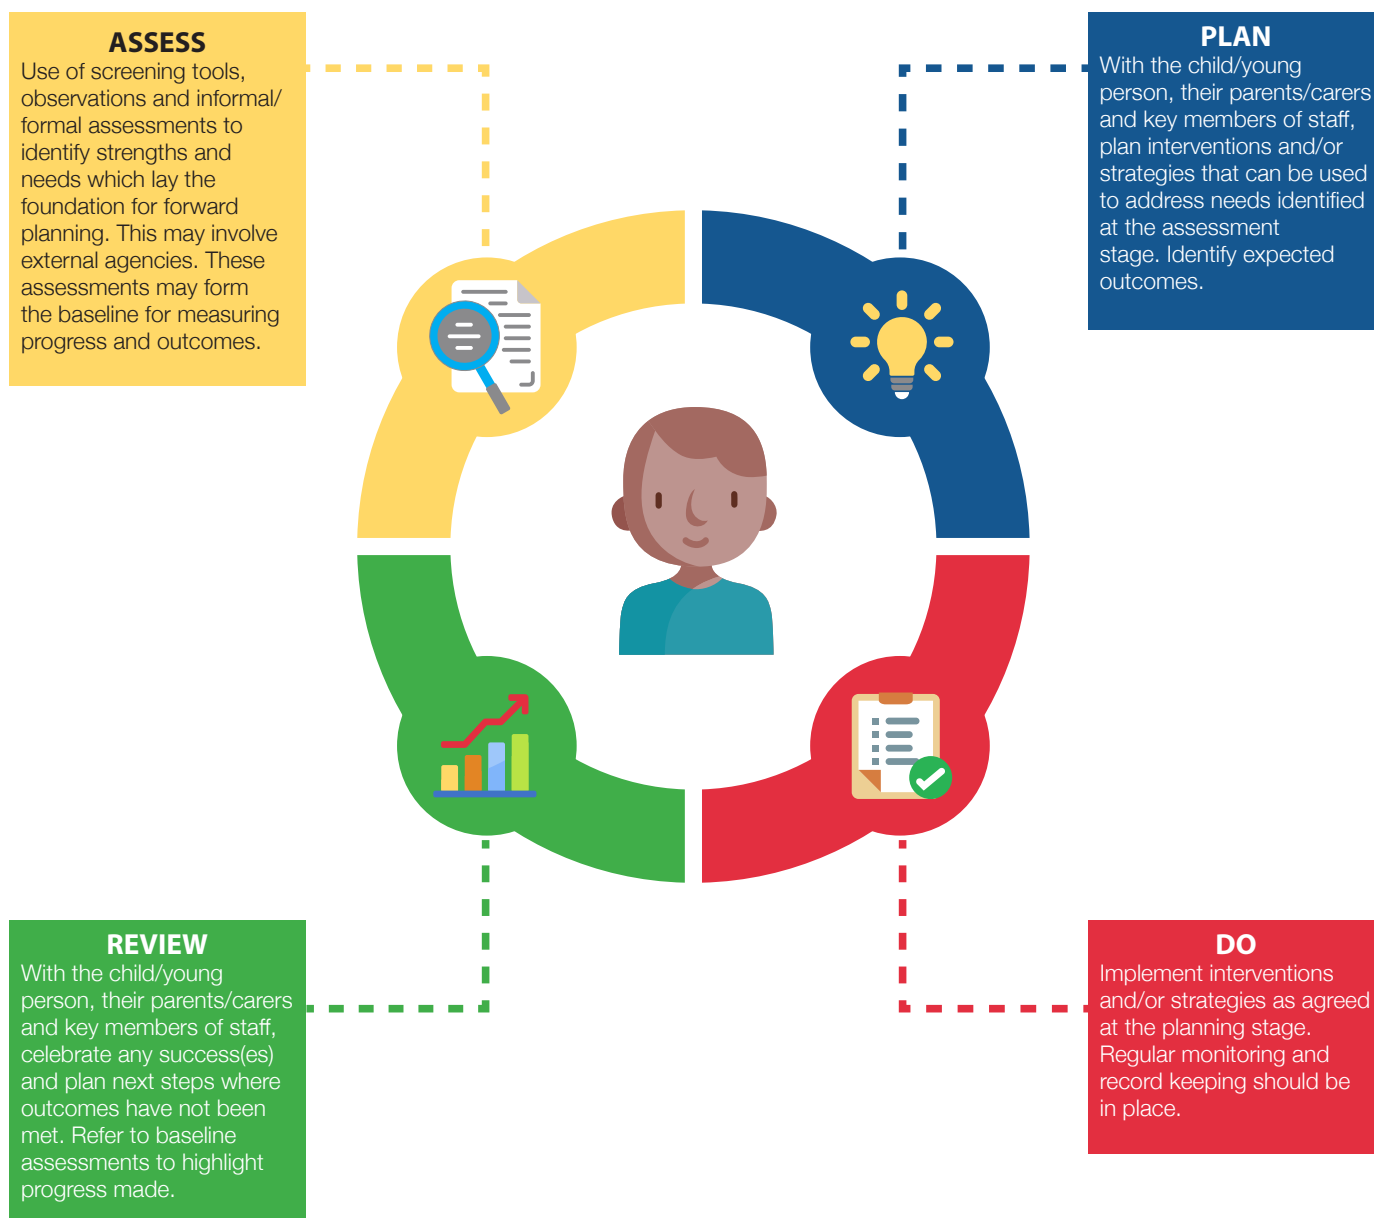 ASSESS
Use of screening tools,
observations and informal/
formal assessments to
identify strengths and
needs which lay the
foundation for forward
planning. This may involve
external agencies. These
assessments may form
the baseline for measuring
progress and outcomes.
PLAN
With the child/young
person, their parents/carers
and key members of staff,
plan interventions and/or
strategies that can be used
to address needs identified
at the assessment
stage. Identify expected
outcomes.
REVIEW
With the child/young
person, their parents/carers
and key members of staff,
celebrate any success(es)
and plan next steps where
outcomes have not been
met. Refer to baseline
assessments to highlight
progress made.
DO
Implement interventions
and/or strategies as agreed
at the planning stage.
Regular monitoring and
record keeping should be
in place.